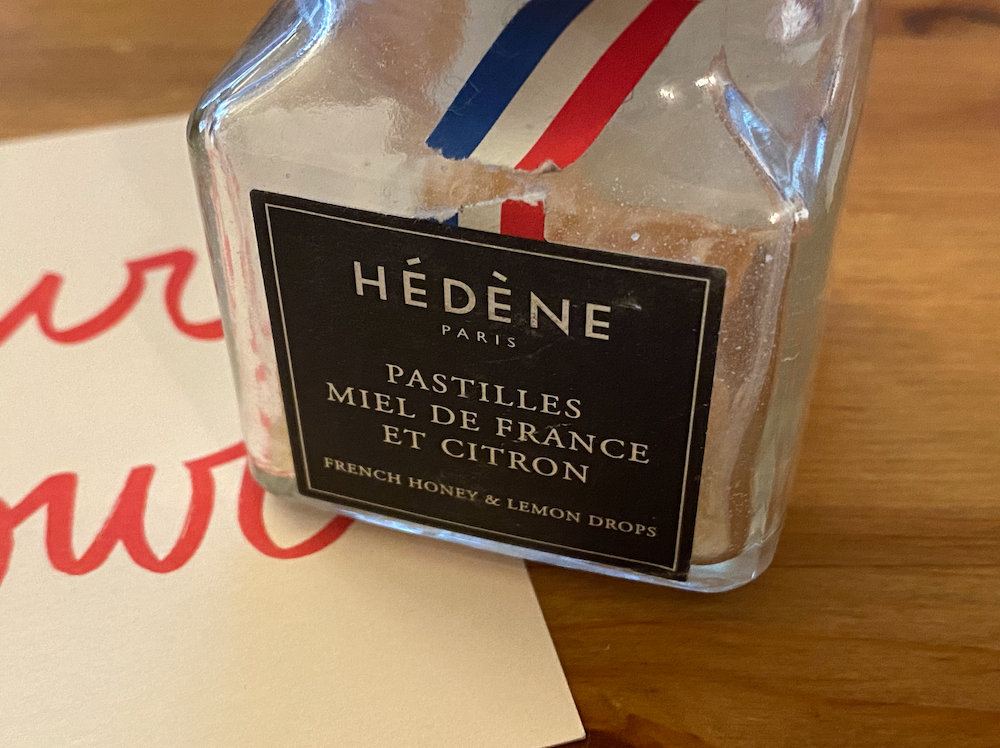 HÉDÈNE
PARIS
PASTILLES
MIEL DE FRANCE
ET CITRON
FRENCH HONEY & LEMON DROPS